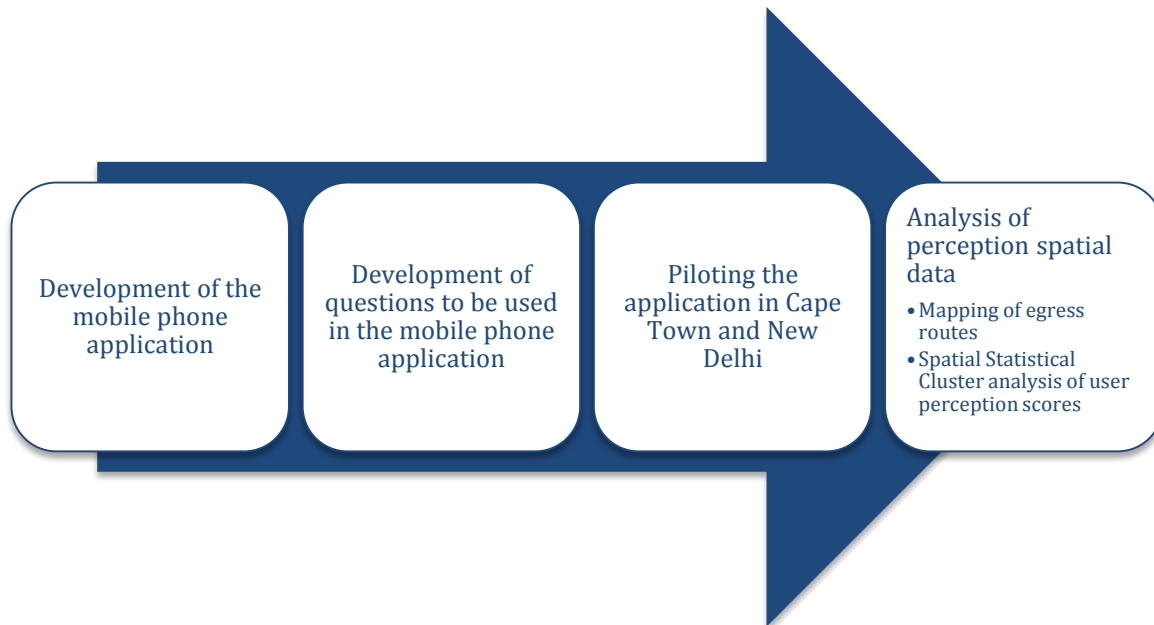 Development of the
mobile phone
application
Development of
questions to be used
in the mobile phone
application
Piloting the
application in Cape
Town and New
Delhi
Analysis of
perception spatial
data
•Mapping of egress
routes
•Spatial Statistical
Cluster analysis of user
perception scores